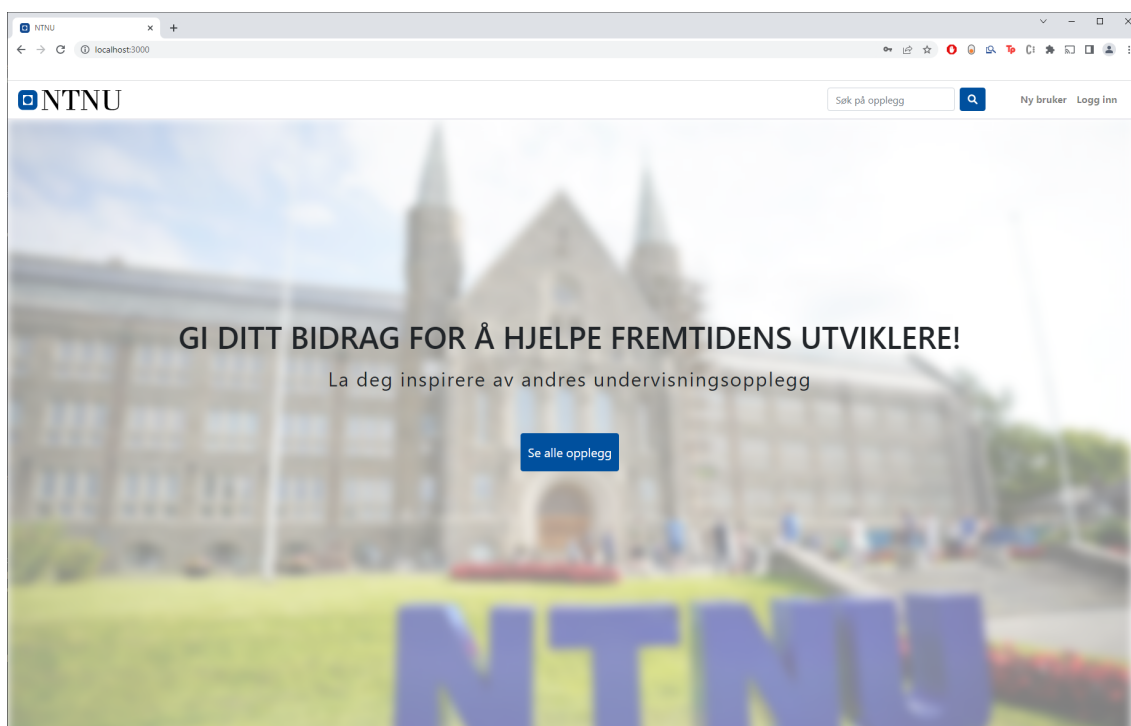 NTNU
localhost:3000
NTNU
Søk på opplegg
Ny bruker Logg inn
GI DITT BIDRAG FOR Å HJELPE FREMTIDENS UTVIKLERE!
La deg inspirere av andres undervisningsopplegg
Se alle opplegg
NTNU